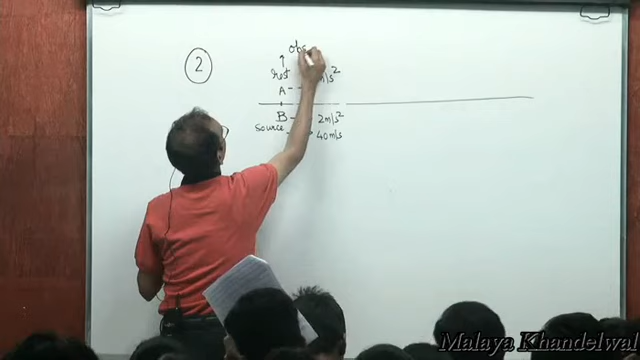 2
obs
rest m/s²
A
B 2m/s²
source 40m/s
Malaya Khandelwal